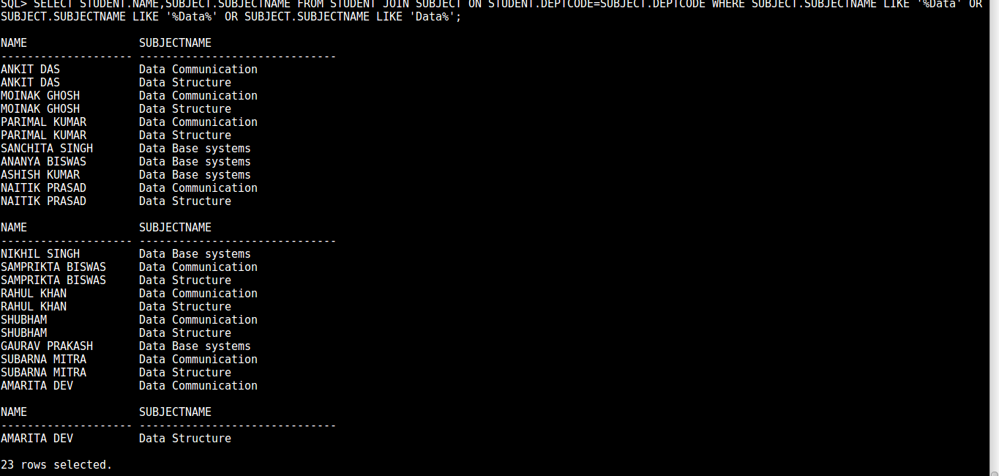 SQL> SELECT STUDENT.NAME,SUBJECT.SUBJECTNAME FROM STUDENT JOIN SUBJECT ON STUDENT.DEPTCODE=SUBJECT.DEPTCODE WHERE SUBJECT.SUBJECTNAME LIKE '%Data' OR
SUBJECT.SUBJECTNAME LIKE '%Data%' OR SUBJECT.SUBJECTNAME LIKE 'Data%';

NAME                 SUBJECTNAME
-------------------- ------------------------------
ANKIT DAS            Data Communication
ANKIT DAS            Data Structure
MOINAK GHOSH         Data Communication
MOINAK GHOSH         Data Structure
PARIMAL KUMAR        Data Communication
PARIMAL KUMAR        Data Structure
SANCHITA SINGH       Data Base systems
ANANYA BISWAS        Data Base systems
ASHISH KUMAR         Data Base systems
NAITIK PRASAD        Data Communication
NAITIK PRASAD        Data Structure

NAME                 SUBJECTNAME
-------------------- ------------------------------
NIKHIL SINGH         Data Base systems
SAMPRIKTA BISWAS     Data Communication
SAMPRIKTA BISWAS     Data Structure
RAHUL KHAN           Data Communication
RAHUL KHAN           Data Structure
SHUBHAM              Data Communication
SHUBHAM              Data Structure
GAURAV PRAKASH       Data Base systems
SUBARNA MITRA        Data Communication
SUBARNA MITRA        Data Structure
AMARITA DEV          Data Communication

NAME                 SUBJECTNAME
-------------------- ------------------------------
AMARITA DEV          Data Structure

23 rows selected.